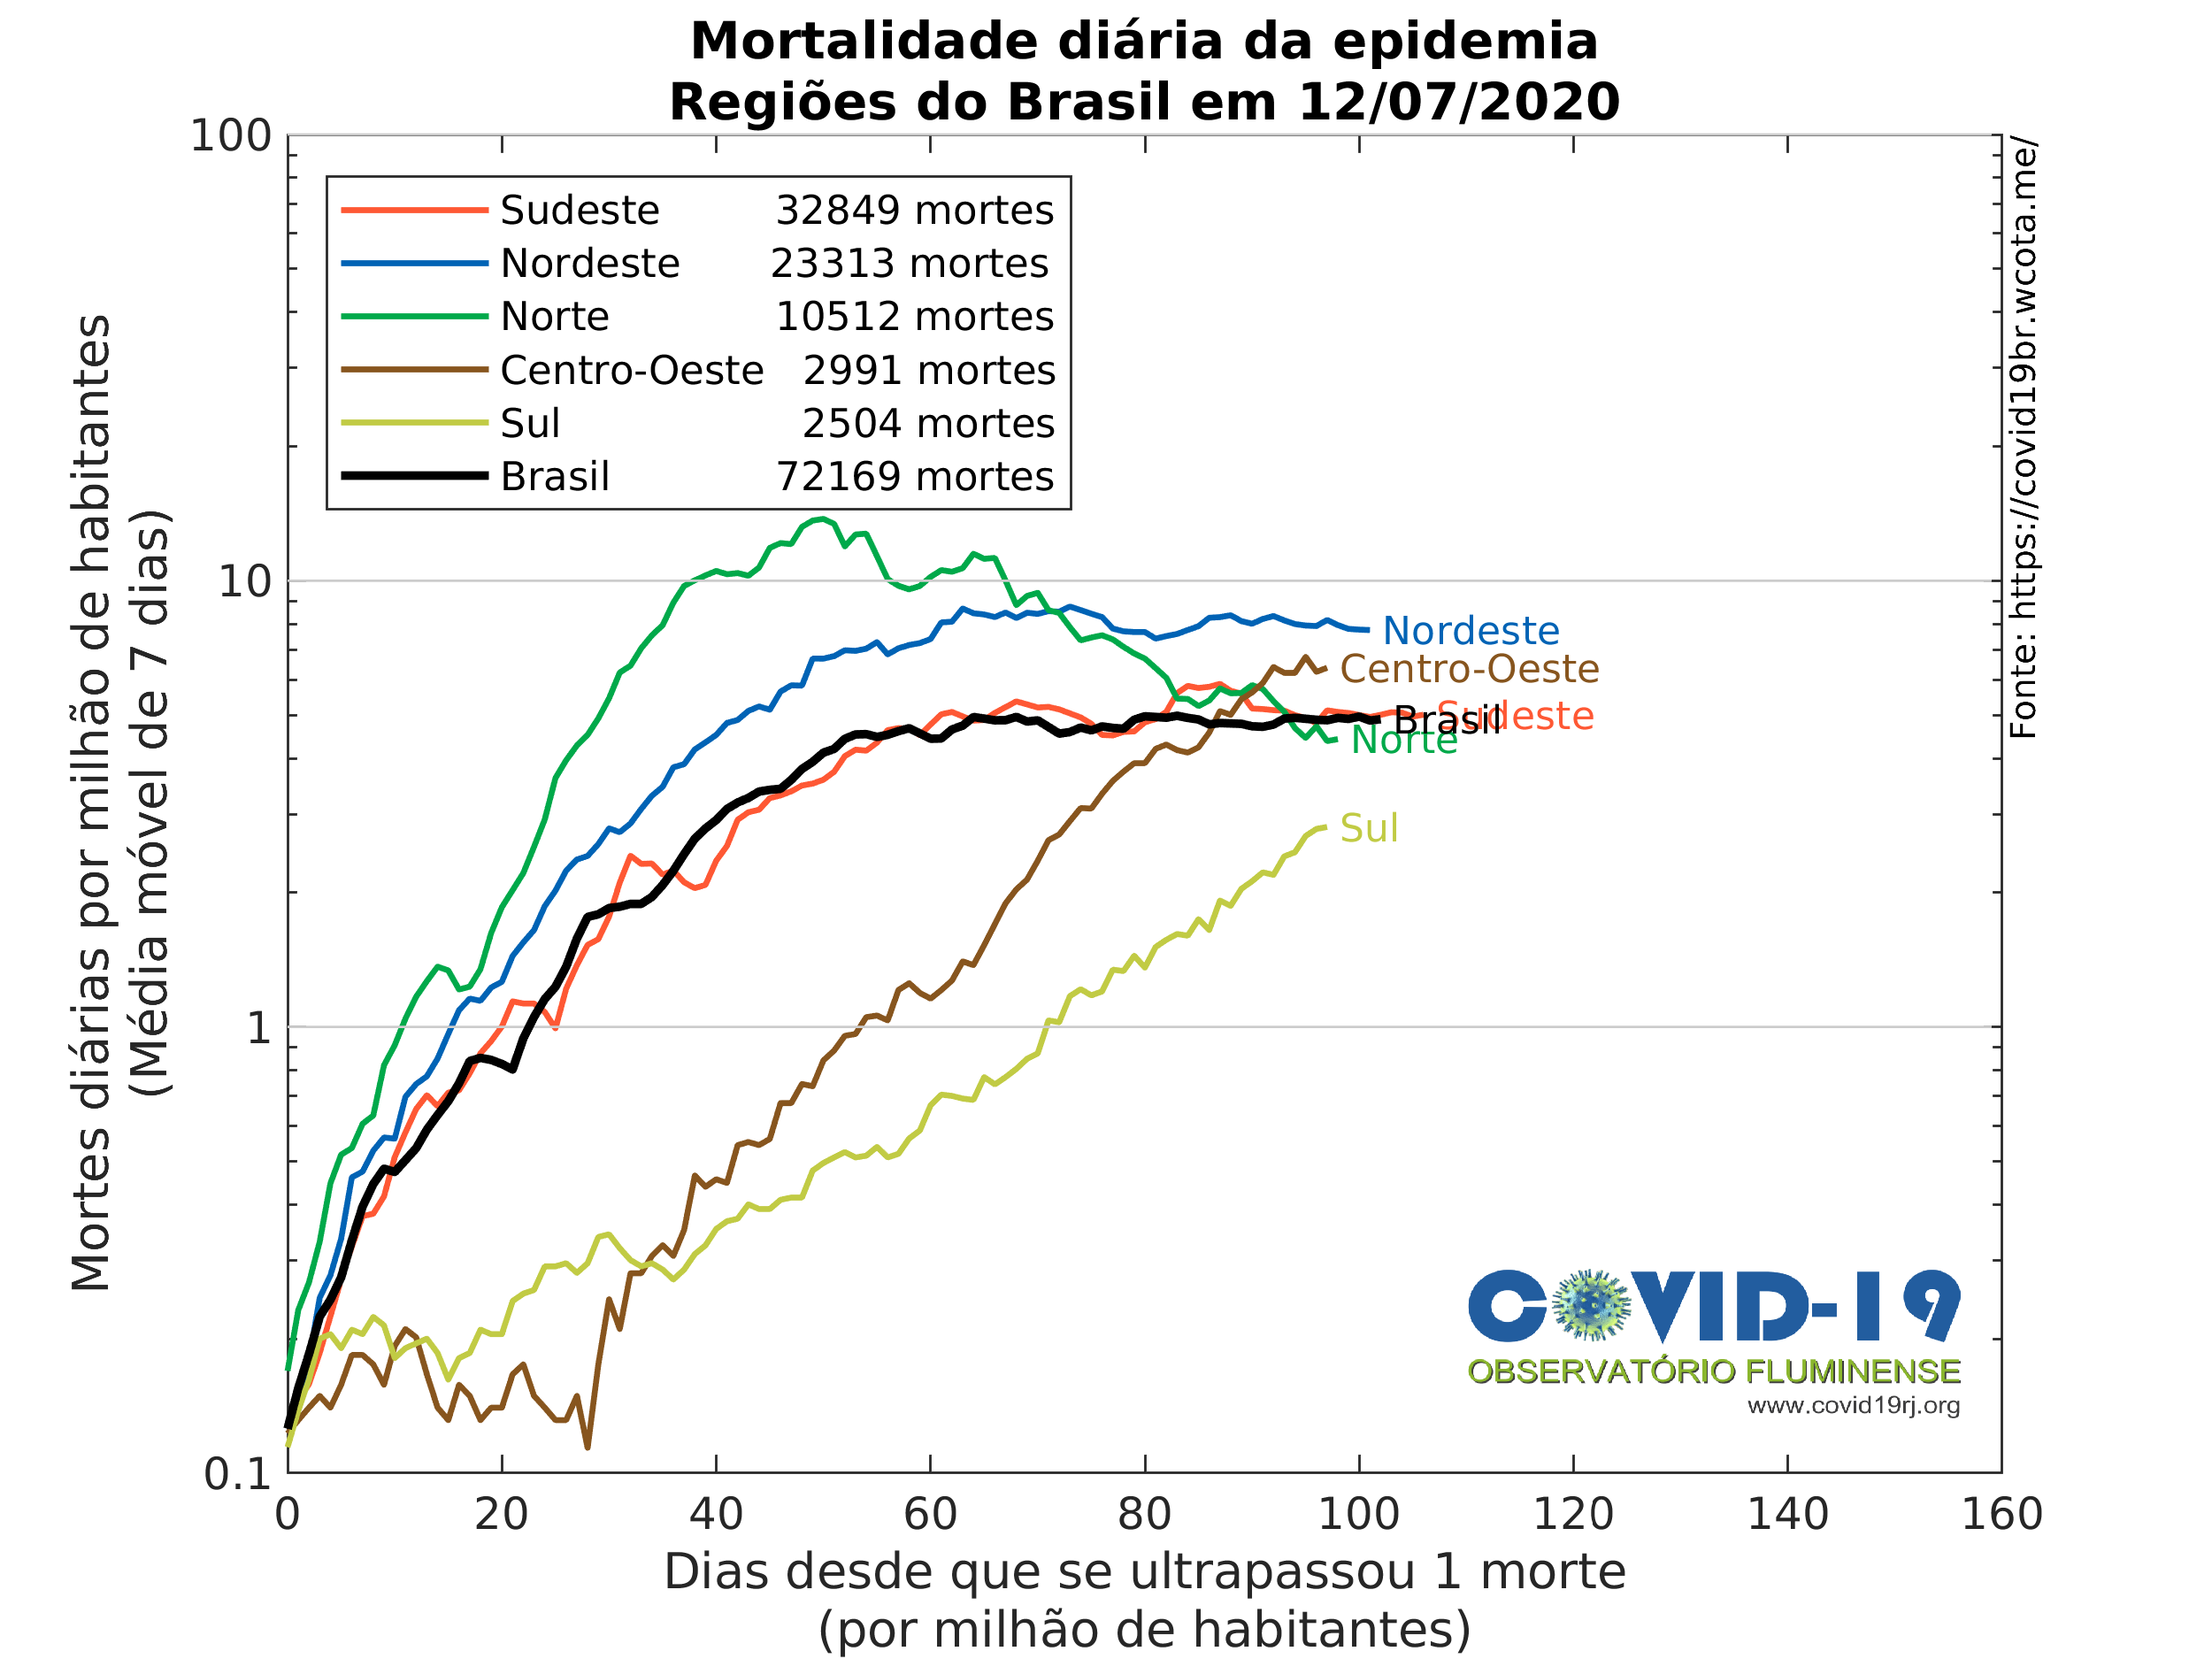 Mortalidade diária da epidemia
Regiões do Brasil em 12/07/2020
Mortes diárias por milhão de habitantes
(Média móvel de 7 dias)
100
10
1
0.1
Sudeste 32849 mortes
Nordeste 23313 mortes
Norte 10512 mortes
Centro-Oeste 2991 mortes
Sul 2504 mortes
Brasil 72169 mortes
Nordeste
Centro-Oeste
Sudeste
Brasil
Norte
Sul
Fonte: https://covid19br.wcota.me/
COVID-19
OBSERVATÓRIO FLUMINENSE
www.covid19rj.org
0 20 40 60 80 100 120 140 160
Dias desde que se ultrapassou 1 morte
(por milhão de habitantes)